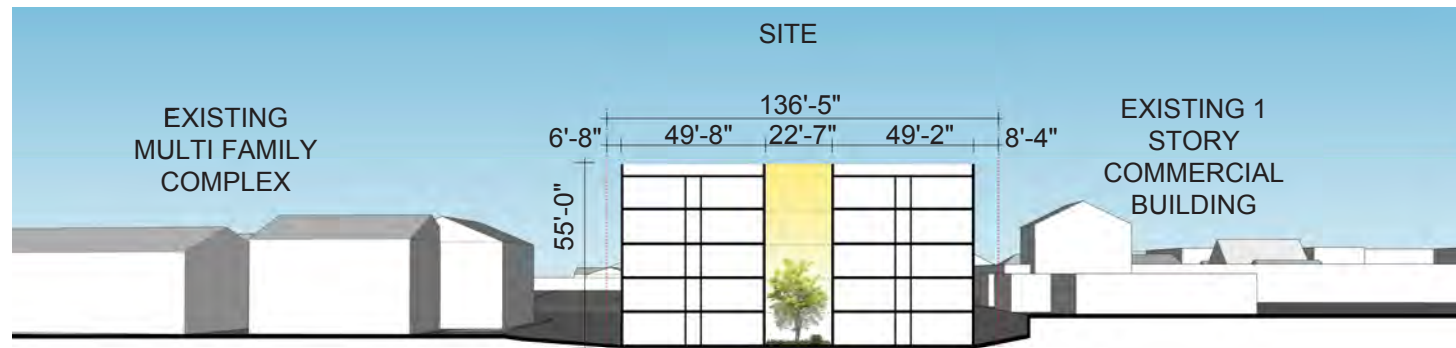 SITE
136'-5"
6'-8"
49'-8"
22'-7"
49'-2"
8'-4"
55'-0"
EXISTING
MULTI FAMILY
COMPLEX
EXISTING 1
STORY
COMMERCIAL
BUILDING